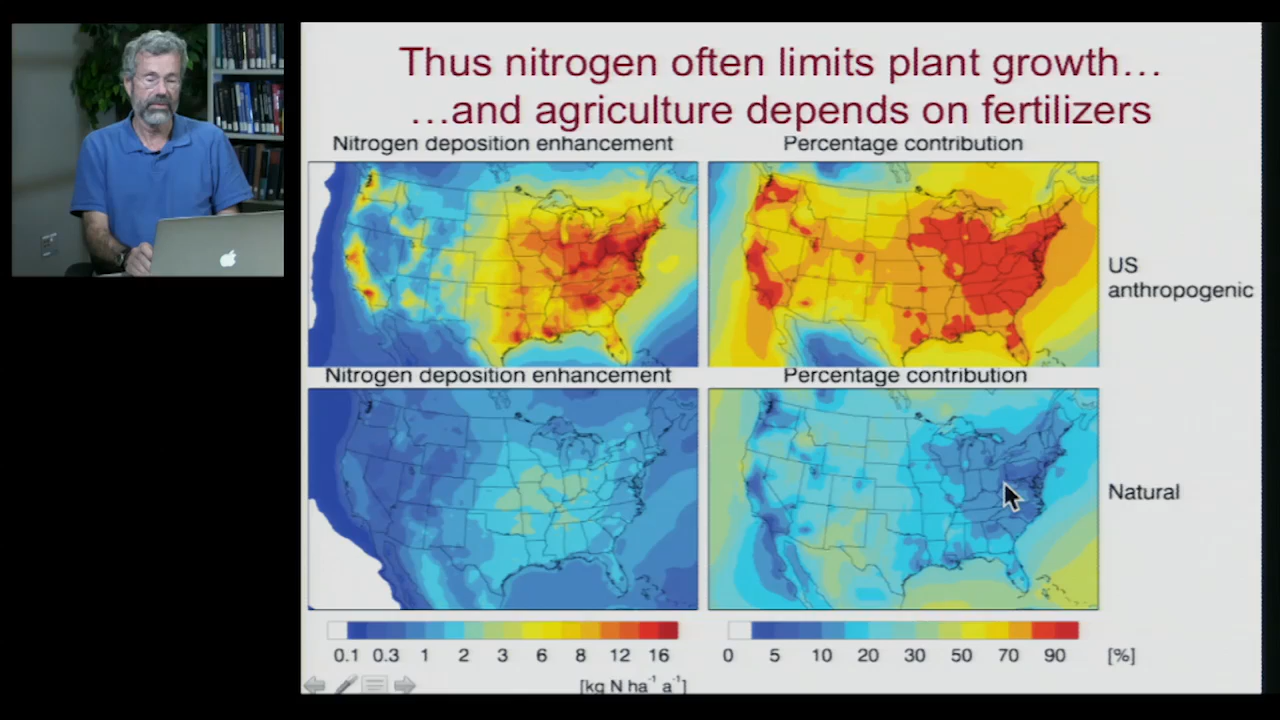 Thus nitrogen often limits plant growth…
…and agriculture depends on fertilizers
Nitrogen deposition enhancement
Percentage contribution
US
anthropogenic
Nitrogen deposition enhancement
Percentage contribution
Natural
0.1 0.3 1 2 3 6 8 12 16
[kg N ha⁻¹ a⁻¹]
0 5 10 20 30 50 70 90 [%]